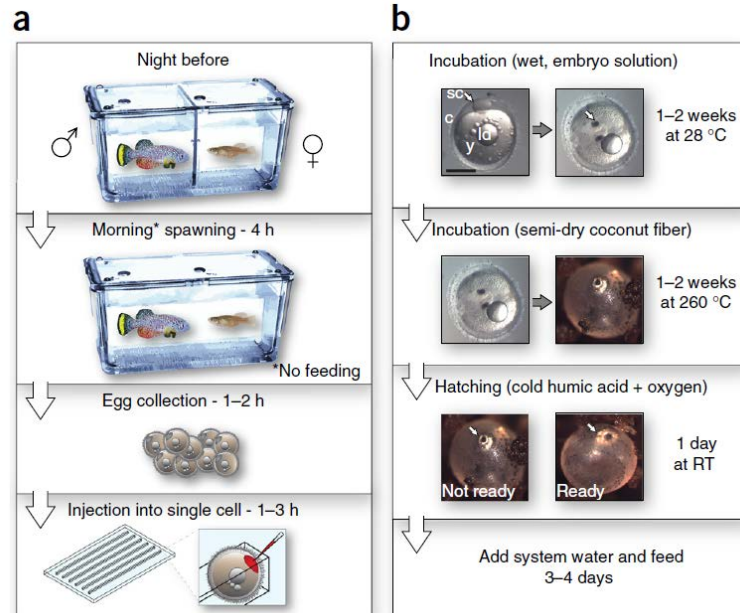 a
Night before
♂
♀
Morning* spawning - 4 h
*No feeding
Egg collection - 1–2 h
Injection into single cell - 1–3 h
b
Incubation (wet, embryo solution)
sc
c
ld
y
1–2 weeks
at 28 °C
Incubation (semi-dry coconut fiber)
1–2 weeks
at 260 °C
Hatching (cold humic acid + oxygen)
Not ready
Ready
1 day
at RT
Add system water and feed
3–4 days